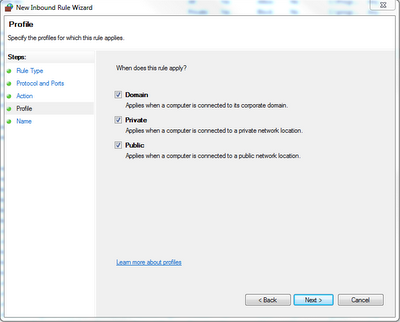 New Inbound Rule Wizard
Profile
Specify the profiles for which this rule applies.
Steps:
Rule Type
Protocol and Ports
Action
Profile
Name
When does this rule apply?
Domain
Applies when a computer is connected to its corporate domain.
Private
Applies when a computer is connected to a private network location.
Public
Applies when a computer is connected to a public network location.
Learn more about profiles
< Back
Next >
Cancel